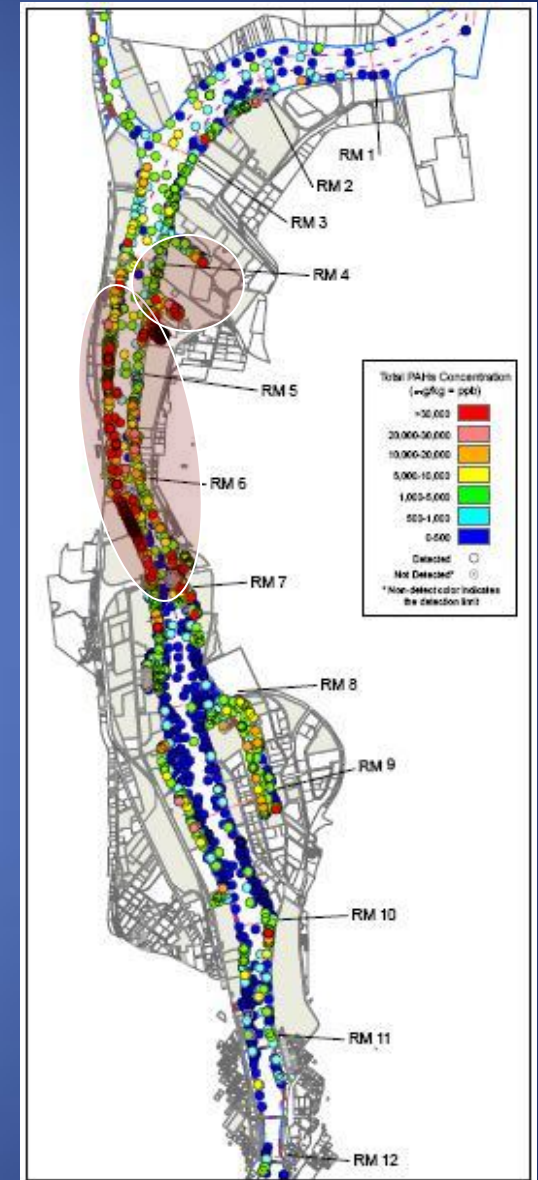 RM 1
RM 2
RM 3
RM 4
RM 5
RM 6
RM 7
RM 8
RM 9
RM 10
RM 11
RM 12
Total PAHs Concentration
(µg/kg = ppb)
>30,000
20,000-30,000
10,000-20,000
5,000-10,000
1,000-5,000
500-1,000
0-500
Detected
Not Detected*
* Non-detect color indicates
the detection limit